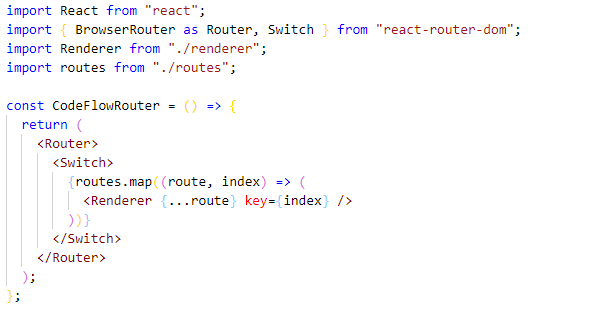 import React from "react";
import { BrowserRouter as Router, Switch } from "react-router-dom";
import Renderer from "./renderer";
import routes from "./routes";

const CodeFlowRouter = () => {
  return (
    <Router>
      <Switch>
        {routes.map((route, index) => (
          <Renderer {...route} key={index} />
        ))}
      </Switch>
    </Router>
  );
};